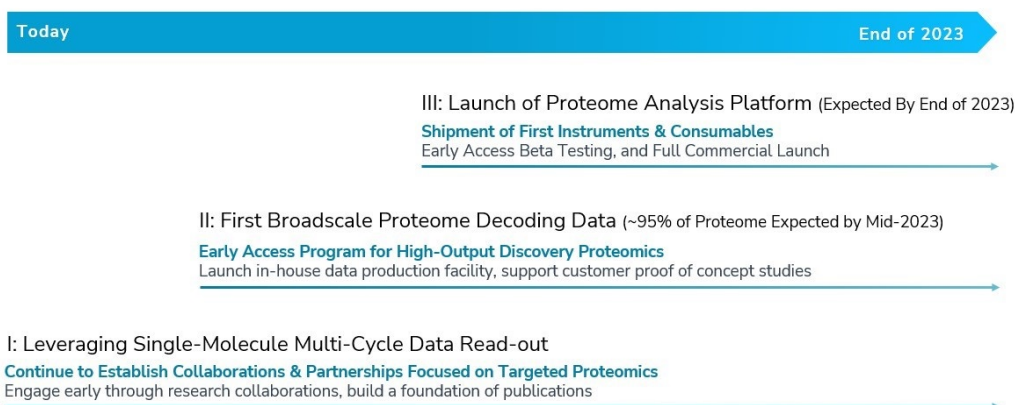 Today
End of 2023
III: Launch of Proteome Analysis Platform (Expected By End of 2023)
Shipment of First Instruments & Consumables
Early Access Beta Testing, and Full Commercial Launch
II: First Broadscale Proteome Decoding Data (~95% of Proteome Expected by Mid-2023)
Early Access Program for High-Output Discovery Proteomics
Launch in-house data production facility, support customer proof of concept studies
I: Leveraging Single-Molecule Multi-Cycle Data Read-out
Continue to Establish Collaborations & Partnerships Focused on Targeted Proteomics
Engage early through research collaborations, build a foundation of publications